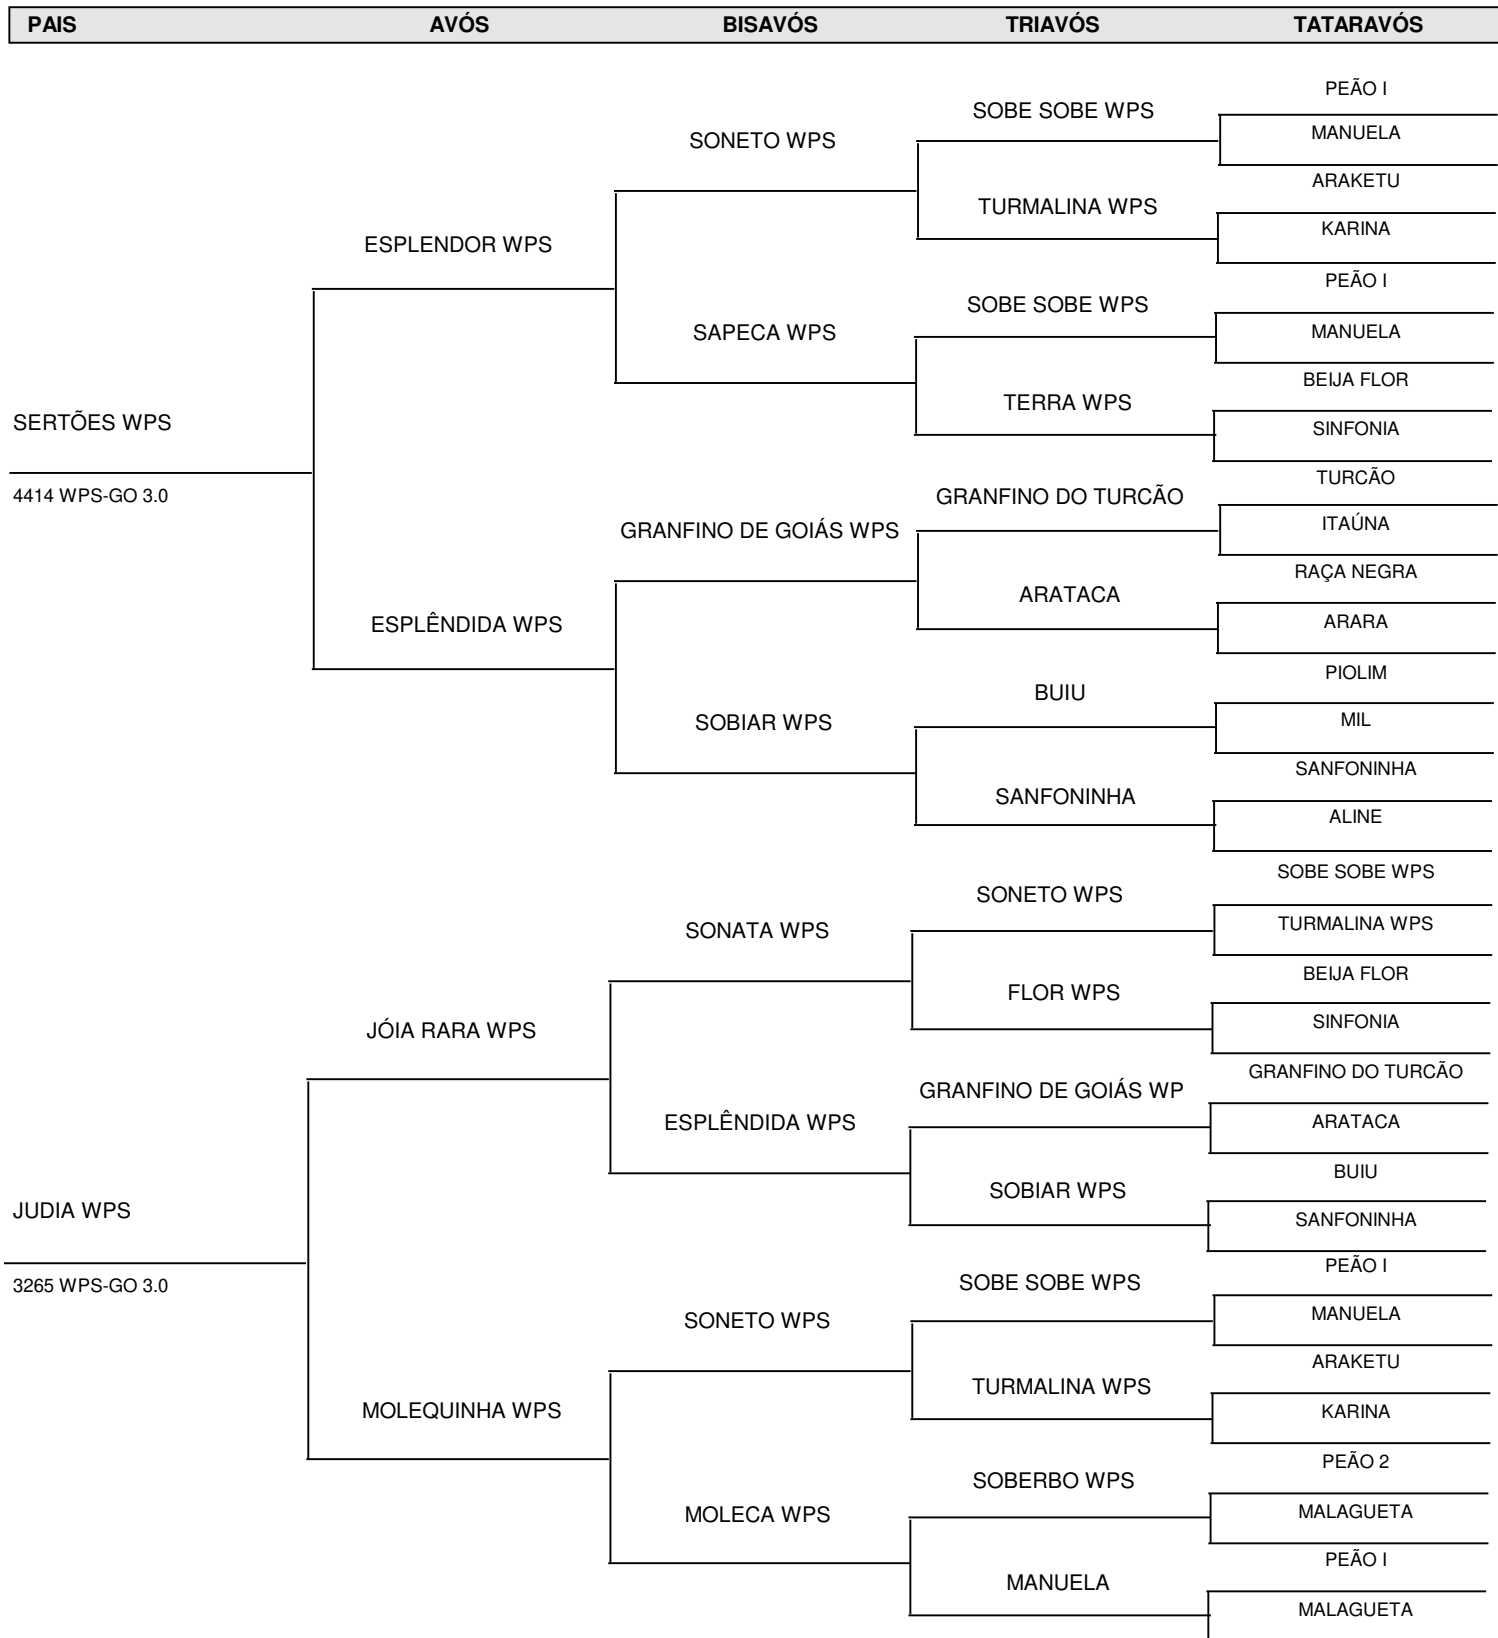 PAIS AVÓS BISAVÓS TRIAVÓS TATARAVÓS
PEÃO I
SOBE SOBE WPS
MANUELA
SONETO WPS
ARAKETU
TURMALINA WPS
KARINA
ESPLENDOR WPS
PEÃO I
SOBE SOBE WPS
MANUELA
SAPECA WPS
BEIJA FLOR
TERRA WPS
SINFONIA
SERTÕES WPS
4414 WPS-GO 3.0
TURCÃO
GRANFINO DO TURCÃO
ITAÚNA
GRANFINO DE GOIÁS WPS
RAÇA NEGRA
ARATACA
ARARA
ESPLÊNDIDA WPS
PIOLIM
BUIU
MIL
SOBIAR WPS
SANFONINHA
SANFONINHA
ALINE
SOBE SOBE WPS
SONETO WPS
TURMALINA WPS
SONATA WPS
BEIJA FLOR
FLOR WPS
SINFONIA
JÓIA RARA WPS
GRANFINO DO TURCÃO
GRANFINO DE GOIÁS WP
ARATACA
ESPLÊNDIDA WPS
BUIU
SOBIAR WPS
SANFONINHA
JUDIA WPS
3265 WPS-GO 3.0
PEÃO I
SOBE SOBE WPS
MANUELA
SONETO WPS
ARAKETU
TURMALINA WPS
KARINA
MOLEQUINHA WPS
PEÃO 2
SOBERBO WPS
MALAGUETA
MOLECA WPS
PEÃO I
MANUELA
MALAGUETA